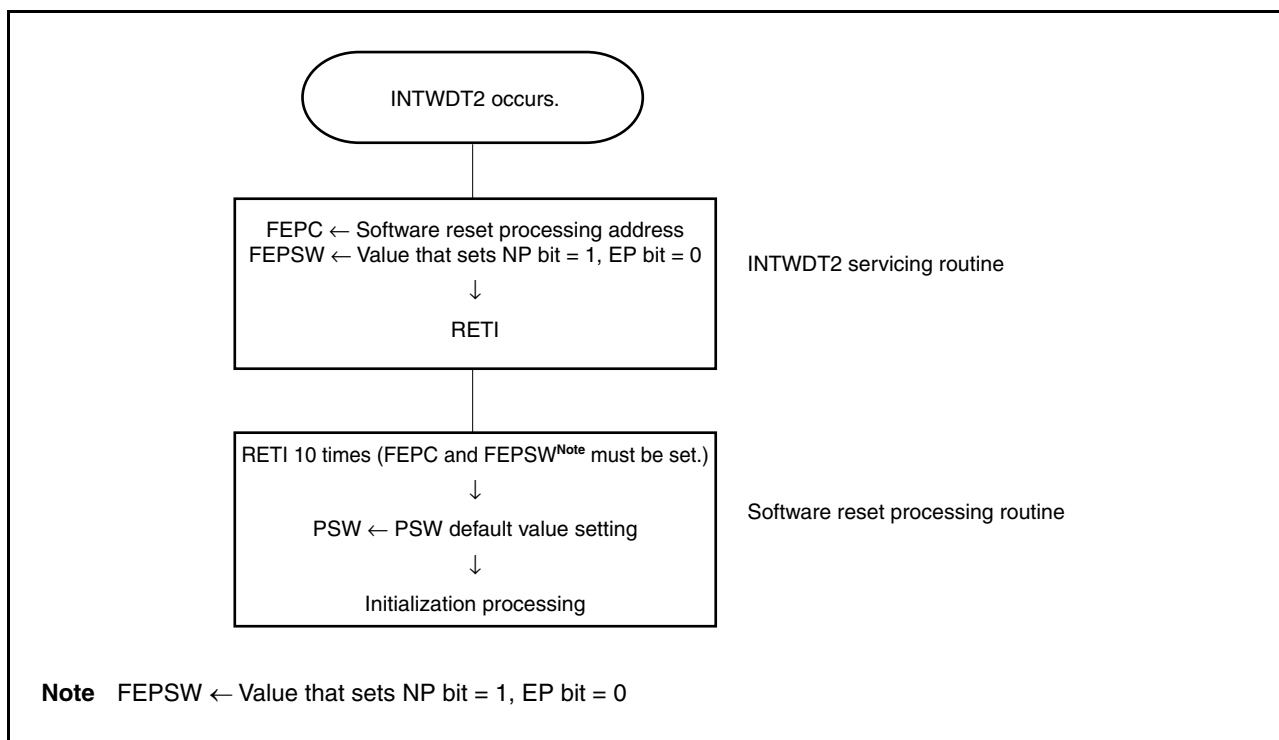 INTWDT2 occurs.
FEPC ← Software reset processing address
FEPSW ← Value that sets NP bit = 1, EP bit = 0
↓
RETI
INTWDT2 servicing routine
RETI 10 times (FEPC and FEPSWNote must be set.)
↓
PSW ← PSW default value setting
↓
Initialization processing
Software reset processing routine
Note FEPSW ← Value that sets NP bit = 1, EP bit = 0